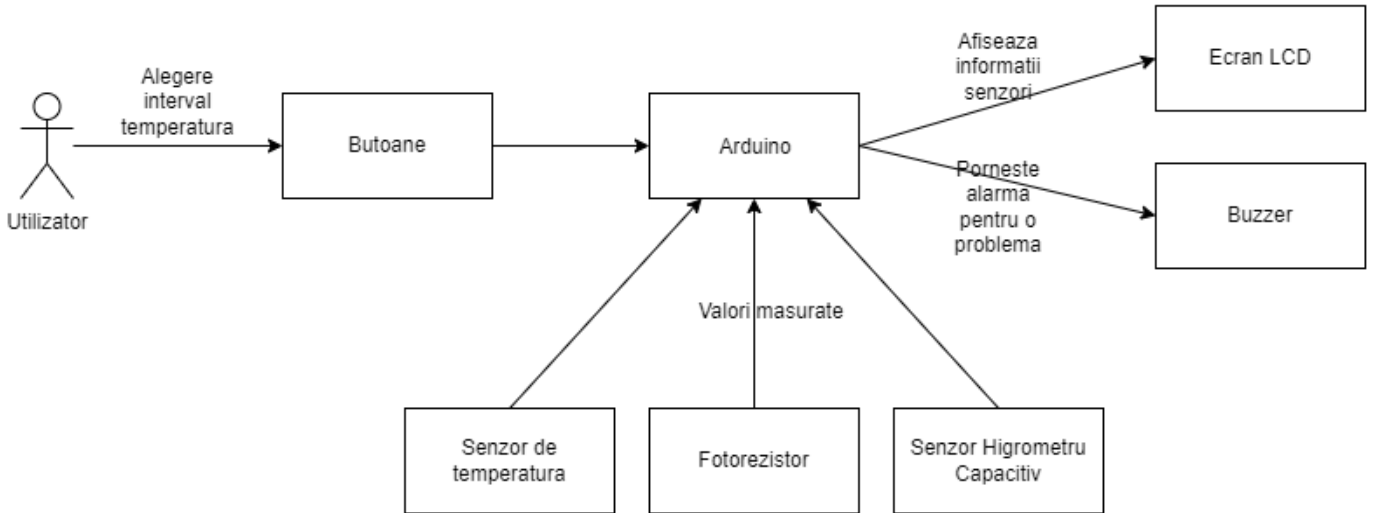 Afiseaza
informatii
senzori
Ecran LCD
Alegere
interval
temperatura
Butoane
Arduino
Porneste
alarma
pentru o
problema
Buzzer
Utilizator
Valori masurate
Senzor de
temperatura
Fotorezistor
Senzor Higrometru
Capacitiv